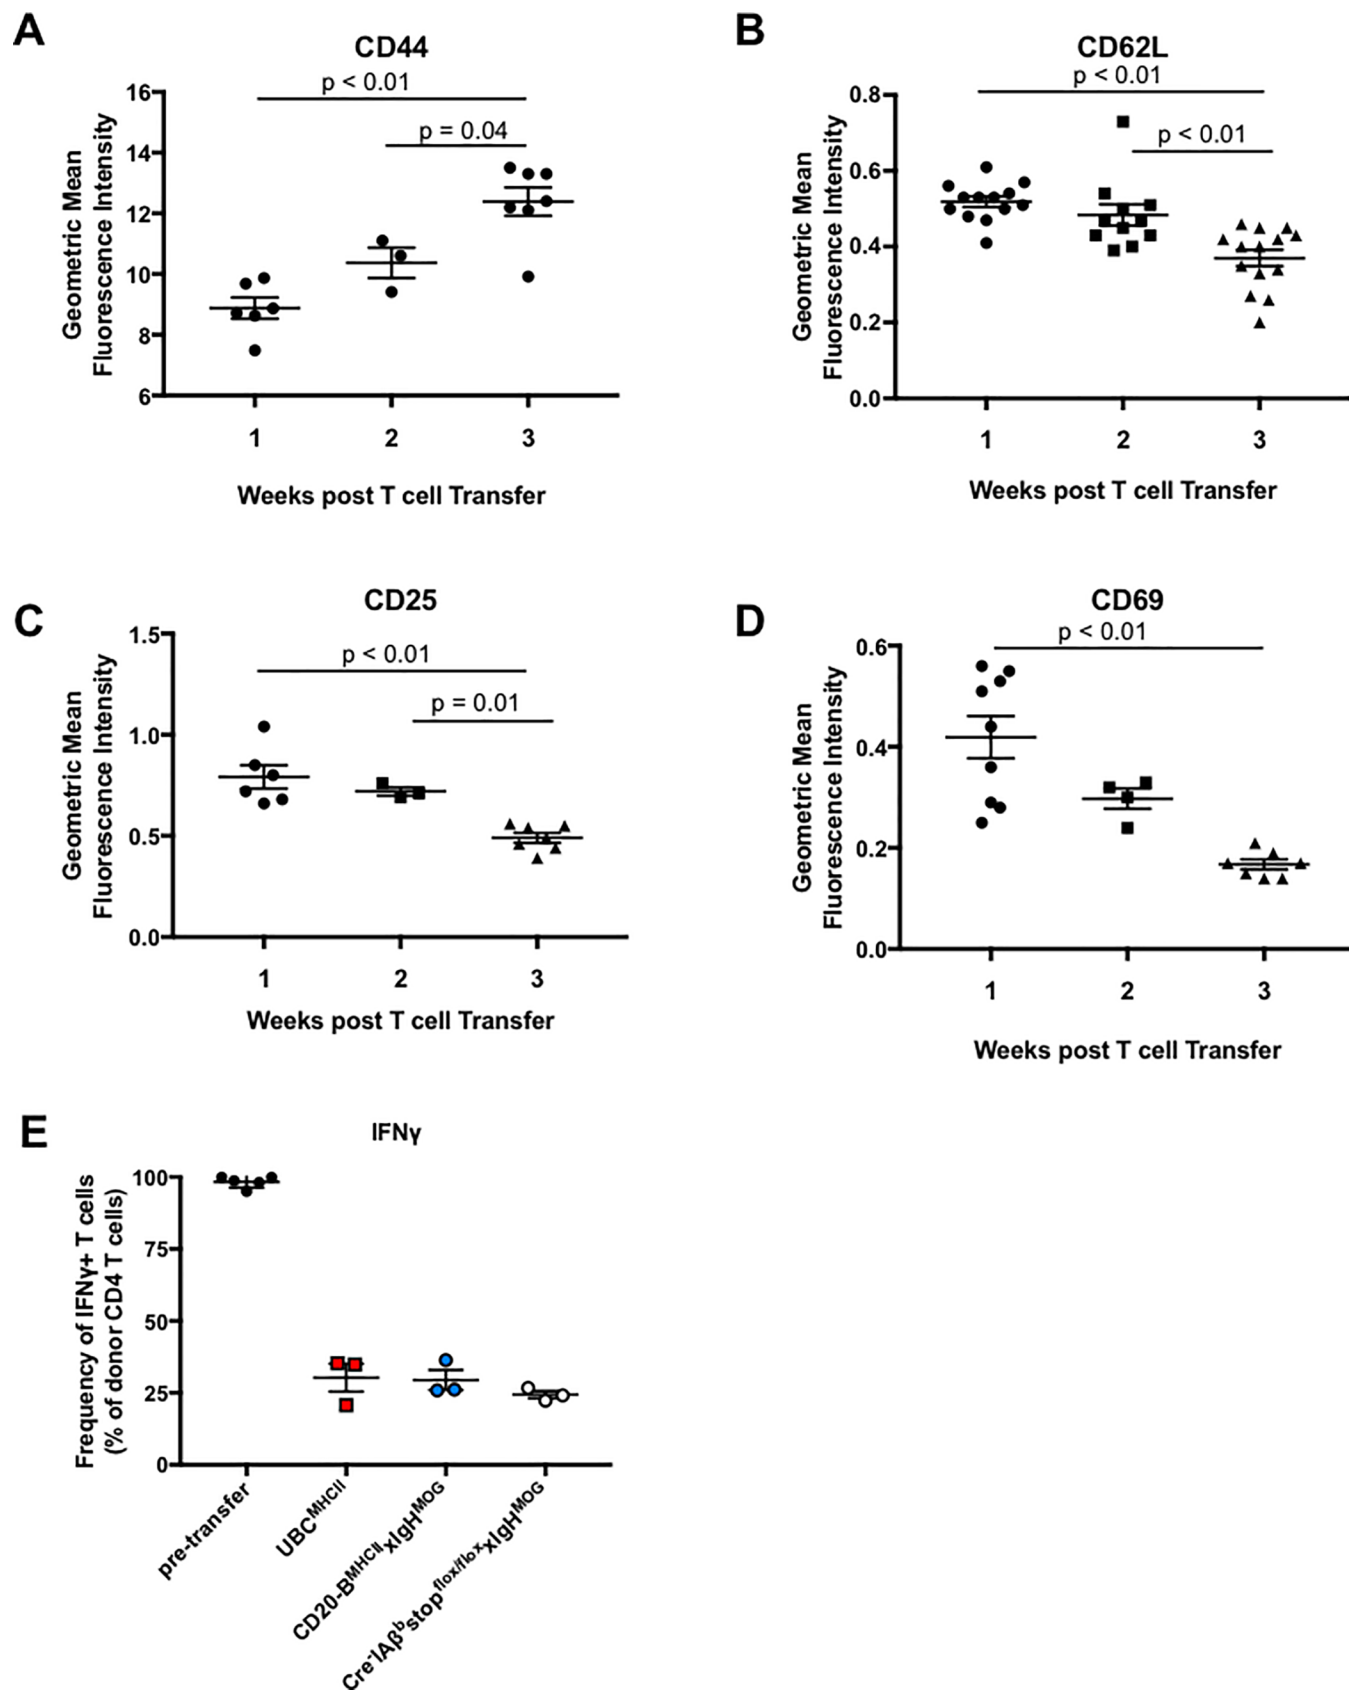 A
CD44
p < 0.01
p = 0.04
Geometric Mean
Fluorescence Intensity
16
14
12
10
8
6
1 2 3
Weeks post T cell Transfer
B
CD62L
p < 0.01
p < 0.01
Geometric Mean
Fluorescence Intensity
0.8
0.6
0.4
0.2
0.0
1 2 3
Weeks post T cell Transfer
C
CD25
p < 0.01
p = 0.01
Geometric Mean
Fluorescence Intensity
1.5
1.0
0.5
0.0
1 2 3
Weeks post T cell Transfer
D
CD69
p < 0.01
Geometric Mean
Fluorescence Intensity
0.6
0.4
0.2
0.0
1 2 3
Weeks post T cell Transfer
E
IFNγ
Frequency of IFNγ+ T cells
(% of donor CD4 T cells)
100
75
50
25
0
pre-transfer
UBC^MHCII
CD20-B^MHCII xIgH^MOG
Cre^-IAβ^b stop^flox/flox xIgH^MOG